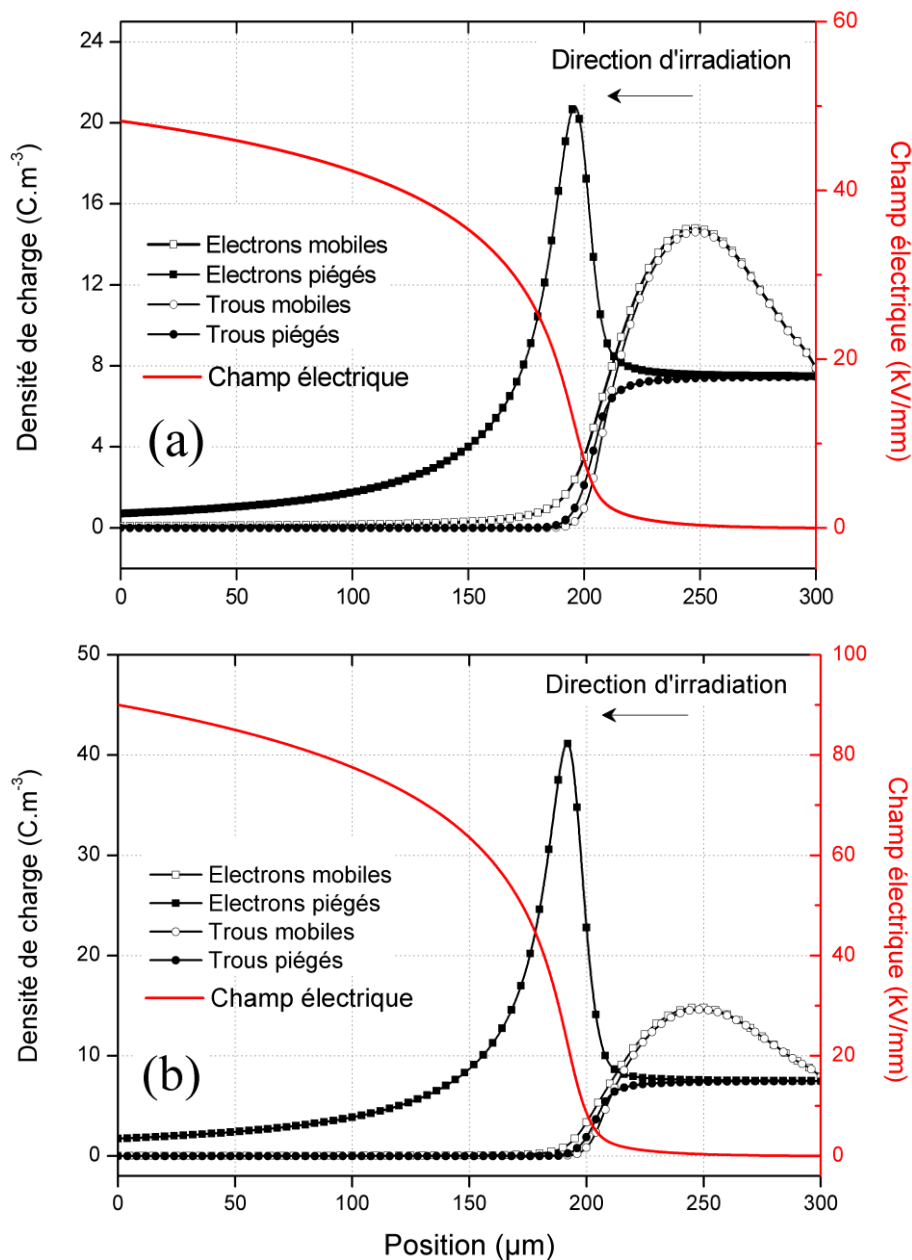 24
20
16
12
8
4
0
Densité de charge (C.m-3)
Direction d'irradiation
Electrons mobiles
Electrons piégés
Trous mobiles
Trous piégés
Champ électrique
(a)
60
40
20
0
Champ électrique (kV/mm)
0 50 100 150 200 250 300
50
40
30
20
10
0
Densité de charge (C.m-3)
Direction d'irradiation
Electrons mobiles
Electrons piégés
Trous mobiles
Trous piégés
Champ électrique
(b)
100
80
60
40
20
0
Champ électrique (kV/mm)
0 50 100 150 200 250 300
Position (µm)